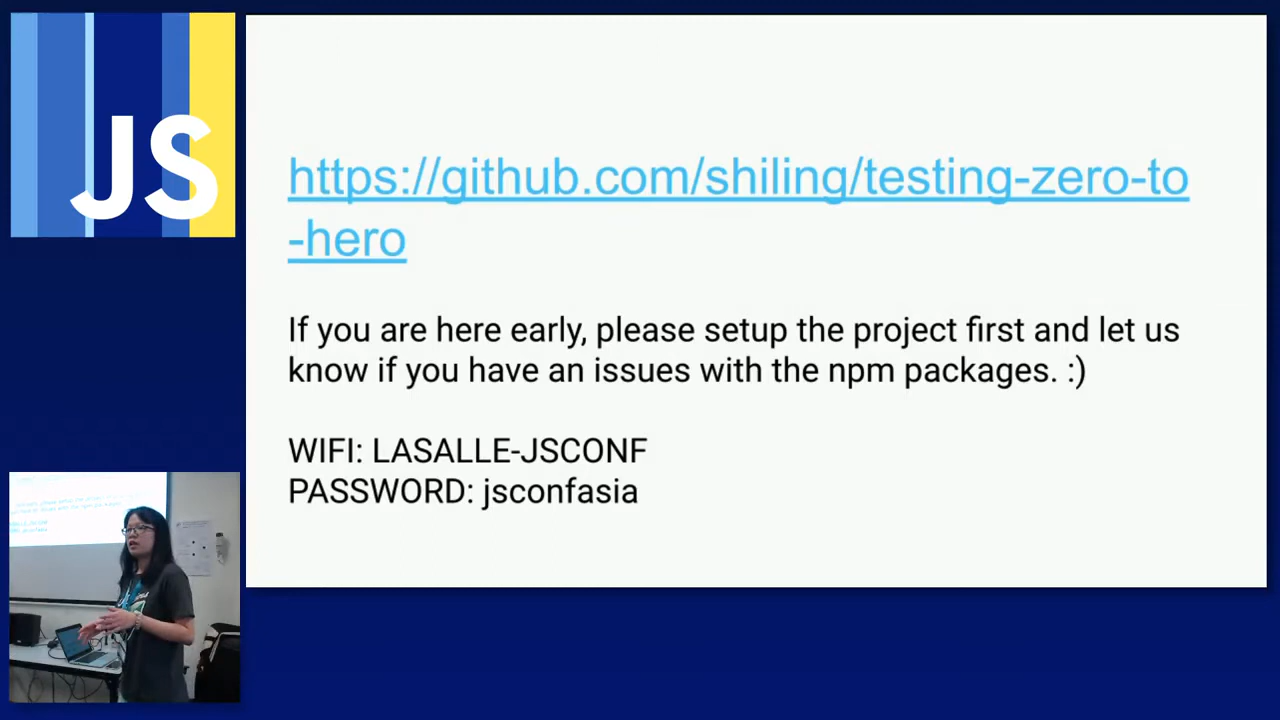 JS
https://github.com/shiling/testing-zero-to
-hero
If you are here early, please setup the project first and let us
know if you have an issues with the npm packages. :)
WIFI: LASALLE-JSCONF
PASSWORD: jsconfasia